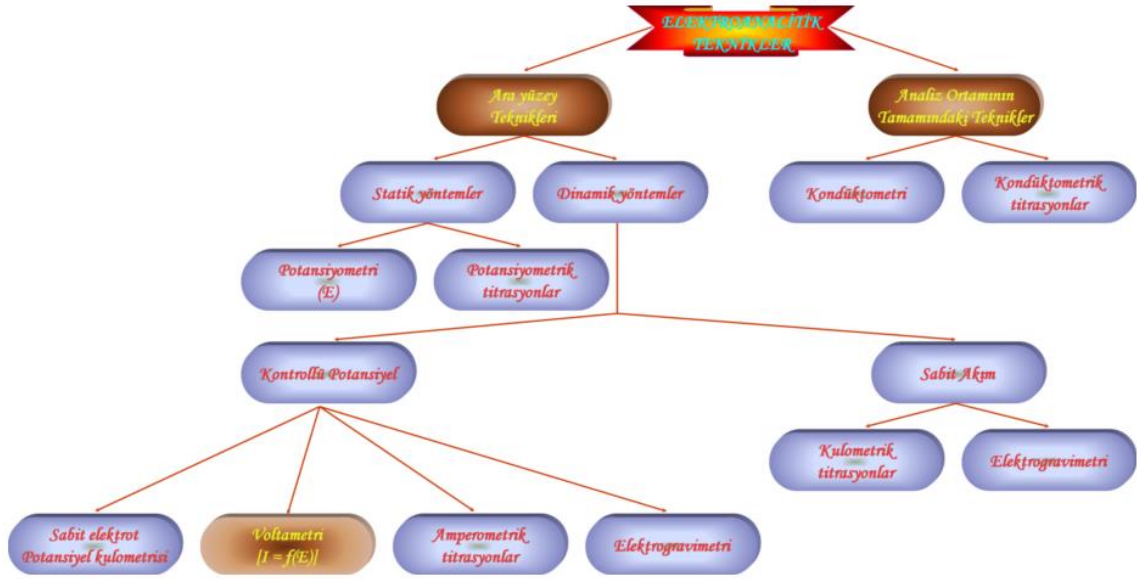 ELEKTROANALİTİK
TEKNİKLER
Ara yüzey
Teknikleri
Analiz Ortamının
Tamamındaki Teknikler
Statik yöntemler
Dinamik yöntemler
Kondüktometri
Kondüktometrik
titrasyonlar
Potansiyometri
(E)
Potansiyometrik
titrasyonlar
Kontrollü Potansiyel
Sabit Akım
Kulometrik
titrasyonlar
Elektrogravimetri
Sabit elektrot
Potansiyel kulometrisi
Voltametri
[I = f(E)]
Amperometrik
titrasyonlar
Elektrogravimetri